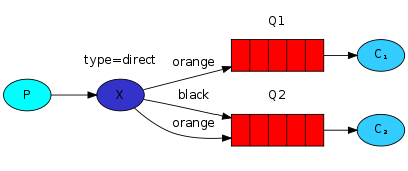 Q1
type=direct
orange
C₁
P
X
black
Q2
orange
C₂